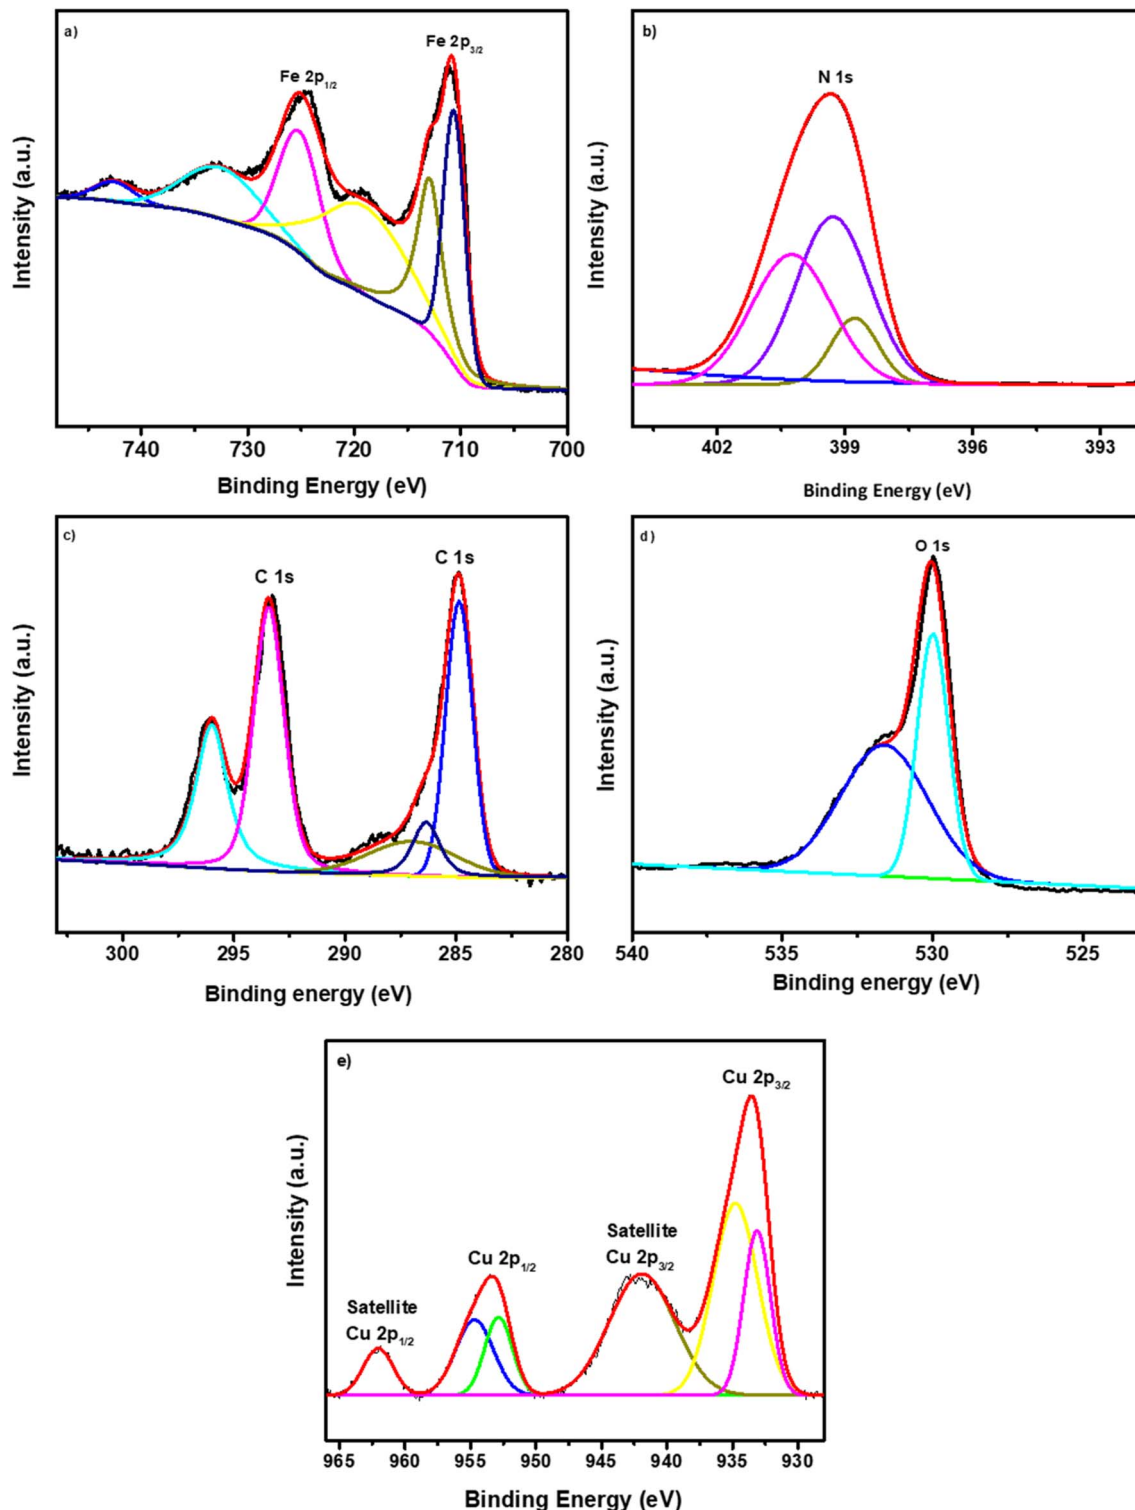 a)
Fe 2p1/2
Fe 2p3/2
Intensity (a.u.)
740 730 720 710 700
Binding Energy (eV)
b)
N 1s
Intensity (a.u.)
402 399 396 393
Binding Energy (eV)
c)
C 1s
C 1s
Intensity (a.u.)
300 295 290 285 280
Binding energy (eV)
d)
O 1s
Intensity (a.u.)
540 535 530 525
Binding energy (eV)
e)
Cu 2p3/2
Satellite
Cu 2p3/2
Cu 2p1/2
Satellite
Cu 2p1/2
Intensity (a.u.)
965 960 955 950 945 940 935 930
Binding Energy (eV)